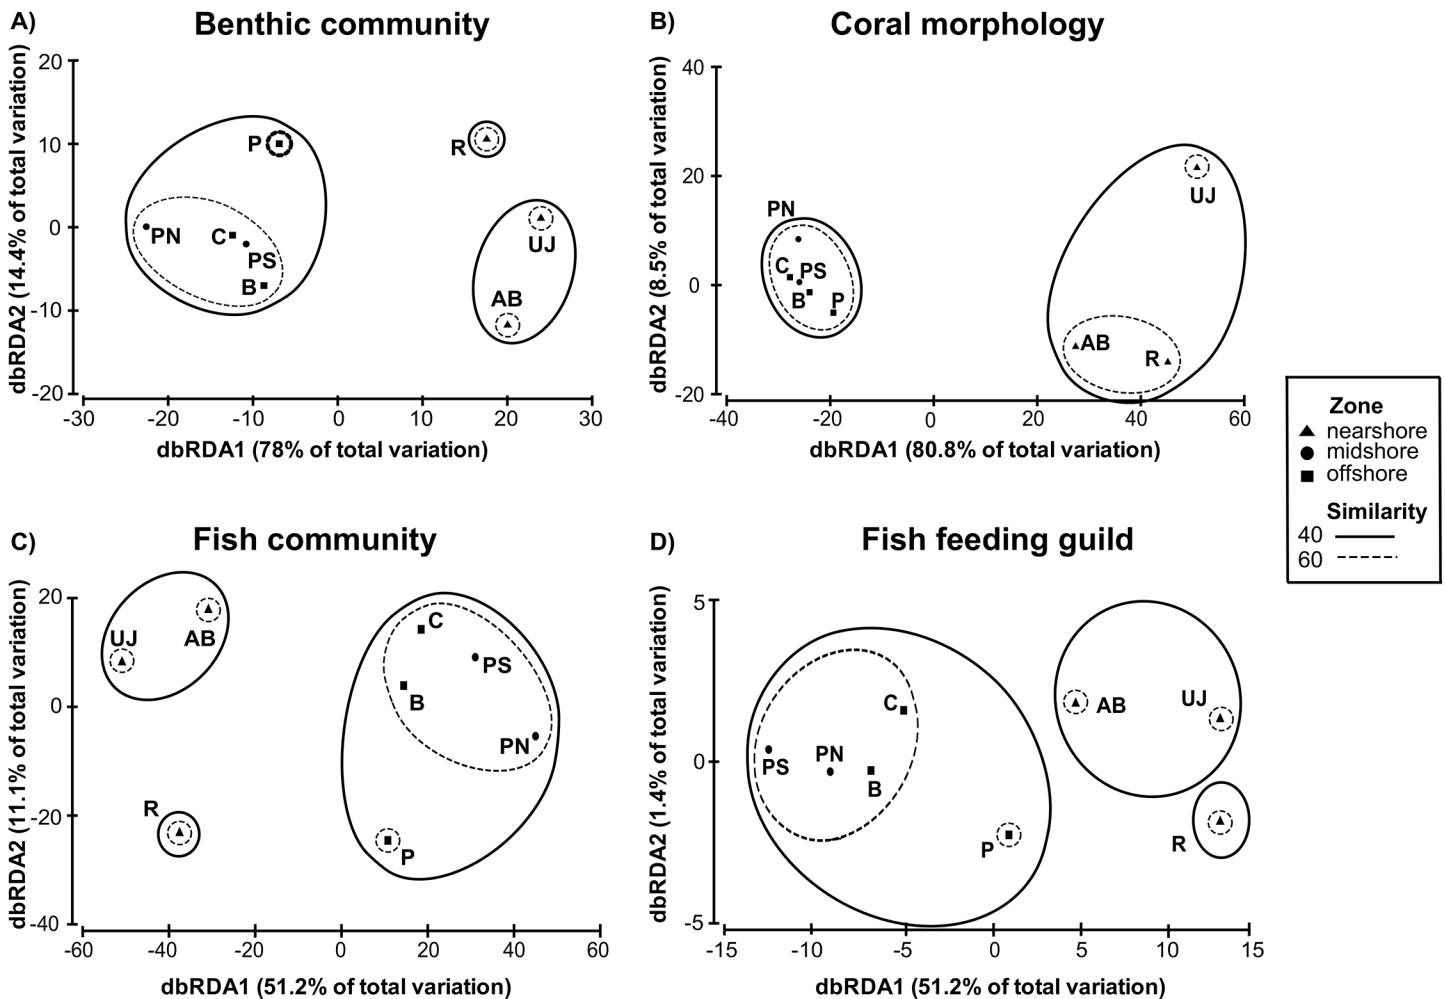 A) Benthic community
dbRDA2 (14.4% of total variation)
20
10
0
-10
-20
P
R
PN
C
PS
B
UJ
AB
-30 -20 -10 0 10 20 30
dbRDA1 (78% of total variation)
B) Coral morphology
dbRDA2 (8.5% of total variation)
40
20
0
-20
UJ
PN
C
PS
B
P
AB
R
-40 -20 0 20 40 60
dbRDA1 (80.8% of total variation)
Zone
nearshore
midshore
offshore
Similarity
40
60
C) Fish community
dbRDA2 (11.1% of total variation)
20
0
-20
-40
UJ
AB
C
PS
B
PN
R
P
-60 -40 -20 0 20 40 60
dbRDA1 (51.2% of total variation)
D) Fish feeding guild
dbRDA2 (1.4% of total variation)
5
0
-5
C
AB
UJ
PS
PN
B
P
R
-15 -10 -5 0 5 10 15
dbRDA1 (51.2% of total variation)